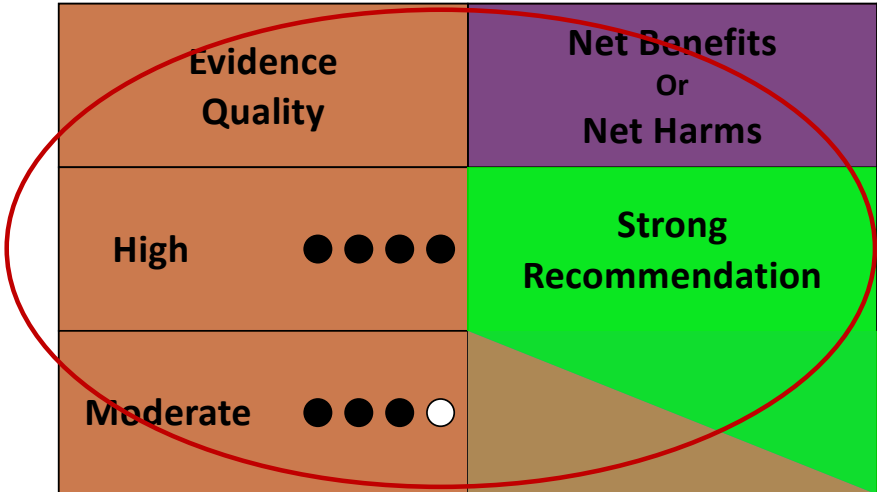 Evidence
Quality
Net Benefits
Or
Net Harms
High
Strong
Recommendation
Moderate